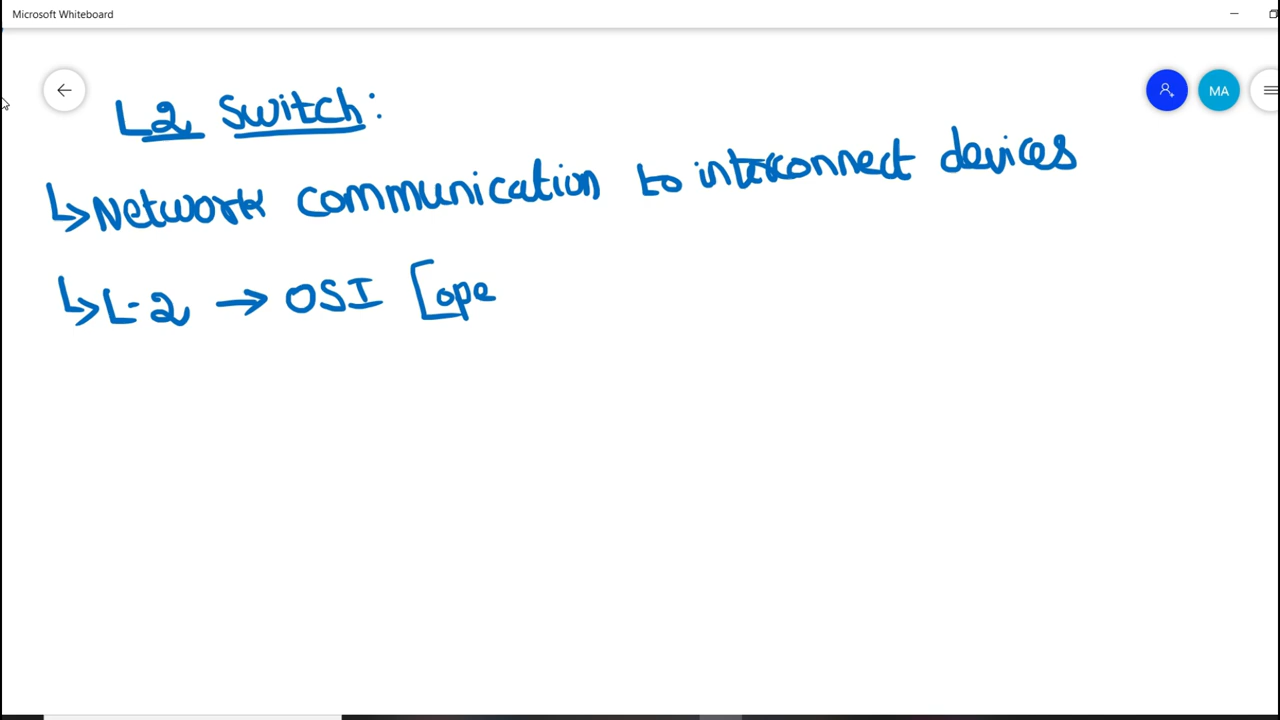 Microsoft Whiteboard
MA
L2 Switch:
↳ Network communication to interconnect devices
↳ L-2 → OSI [ope